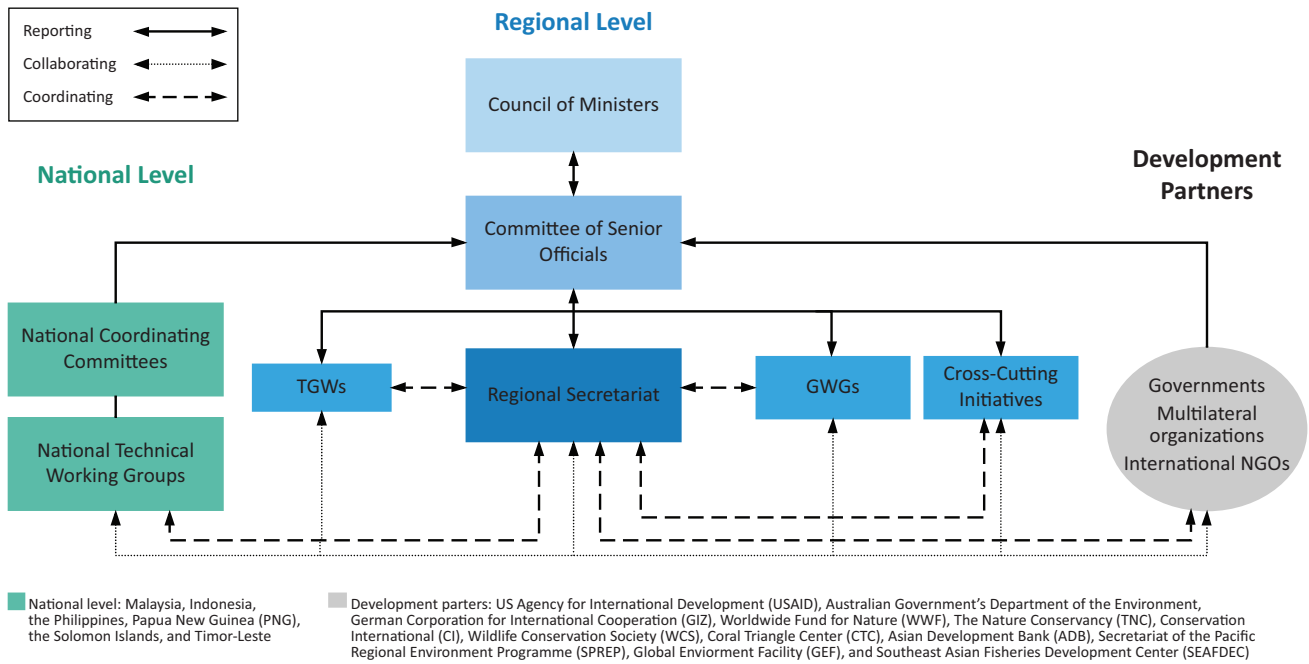 Reporting
Collaborating
Coordinating
Regional Level
Council of Ministers
National Level
Development
Partners
Committee of Senior
Officials
National Coordinating
Committees
TGWs
Regional Secretariat
GWGs
Cross-Cutting
Initiatives
Governments
Multilateral
organizations
International NGOs
National Technical
Working Groups
National level: Malaysia, Indonesia,
the Philippines, Papua New Guinea (PNG),
the Solomon Islands, and Timor-Leste
Development parters: US Agency for International Development (USAID), Australian Government's Department of the Environment,
German Corporation for International Cooperation (GIZ), Worldwide Fund for Nature (WWF), The Nature Conservancy (TNC), Conservation
International (CI), Wildlife Conservation Society (WCS), Coral Triangle Center (CTC), Asian Development Bank (ADB), Secretariat of the Pacific
Regional Environment Programme (SPREP), Global Enviorment Facility (GEF), and Southeast Asian Fisheries Development Center (SEAFDEC)